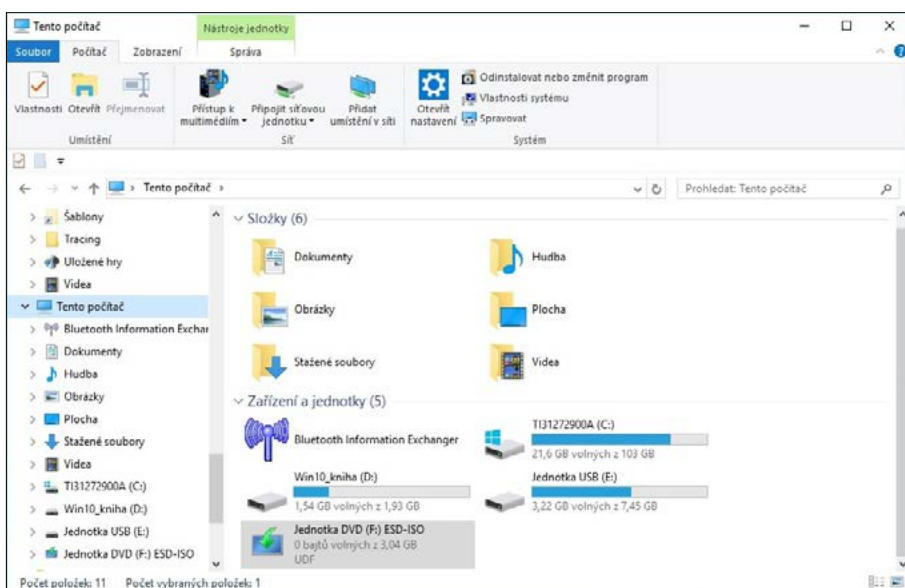 Tento počítač
Nástroje jednotky
Soubor
Počítač
Zobrazení
Správa
Vlastnosti
Otevřít
Přejmenovat
Umístění
Přístup k multimédiím
Připojit síťovou jednotku
Přidat umístění v síti
Síť
Otevřít nastavení
Odinstalovat nebo změnit program
Vlastnosti systému
Spravovat
Systém
Tento počítač
Prohledat: Tento počítač
Šablony
Tracing
Uložené hry
Videa
Tento počítač
Bluetooth Information Exchan
Dokumenty
Hudba
Obrázky
Plocha
Stažené soubory
Videa
TI31272900A (C:)
Win10_kniha (D:)
Jednotka USB (E:)
Jednotka DVD (F:) ESD-ISO
Složky (6)
Dokumenty
Hudba
Obrázky
Plocha
Stažené soubory
Videa
Zařízení a jednotky (5)
Bluetooth Information Exchanger
TI31272900A (C:)
21,6 GB volných z 103 GB
Win10_kniha (D:)
1,54 GB volných z 1,93 GB
Jednotka USB (E:)
3,22 GB volných z 7,45 GB
Jednotka DVD (F:) ESD-ISO
0 bajtů volných z 3,04 GB
UDF
Počet položek: 11
Počet vybraných položek: 1